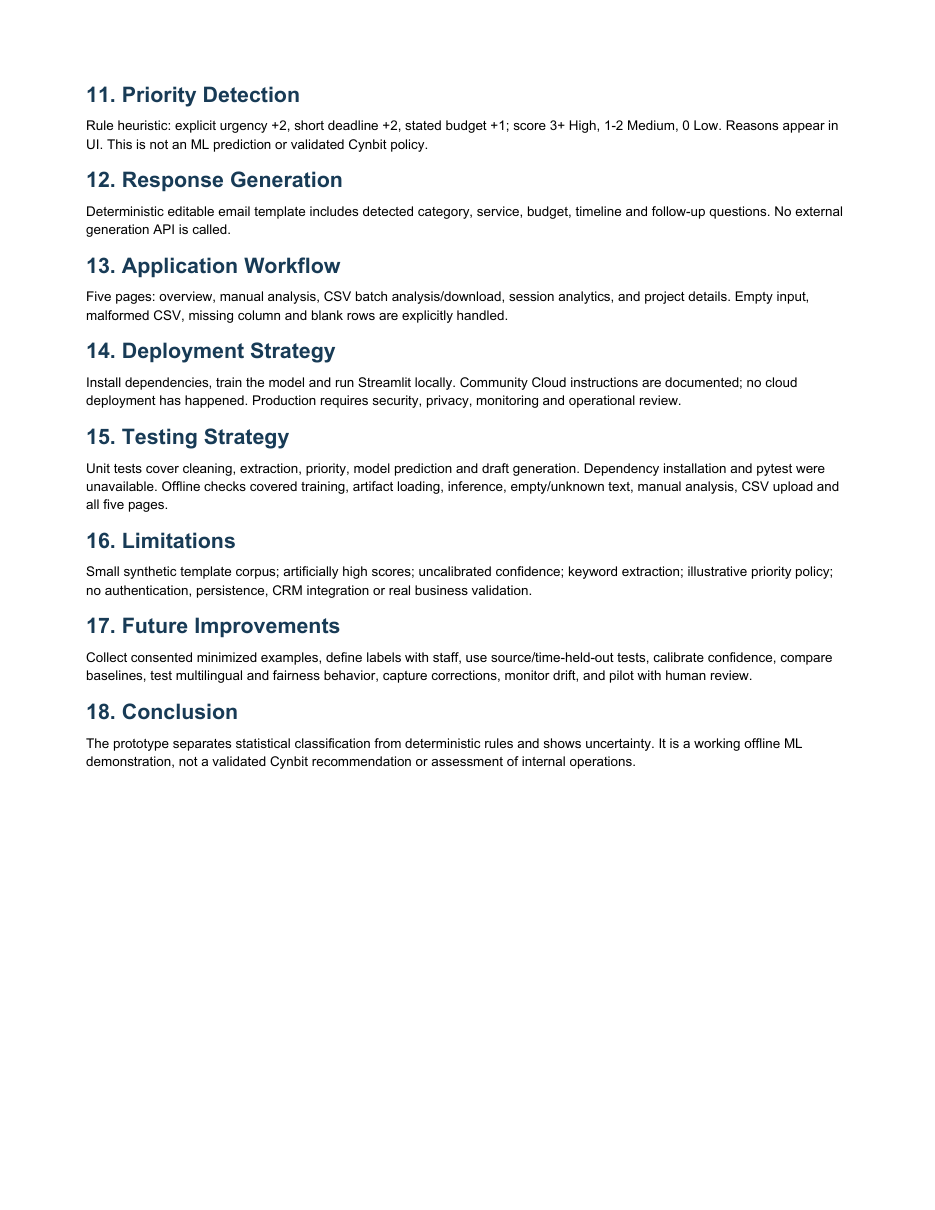 11. Priority Detection
Rule heuristic: explicit urgency +2, short deadline +2, stated budget +1; score 3+ High, 1-2 Medium, 0 Low. Reasons appear in
UI. This is not an ML prediction or validated Cynbit policy.
12. Response Generation
Deterministic editable email template includes detected category, service, budget, timeline and follow-up questions. No external
generation API is called.
13. Application Workflow
Five pages: overview, manual analysis, CSV batch analysis/download, session analytics, and project details. Empty input,
malformed CSV, missing column and blank rows are explicitly handled.
14. Deployment Strategy
Install dependencies, train the model and run Streamlit locally. Community Cloud instructions are documented; no cloud
deployment has happened. Production requires security, privacy, monitoring and operational review.
15. Testing Strategy
Unit tests cover cleaning, extraction, priority, model prediction and draft generation. Dependency installation and pytest were
unavailable. Offline checks covered training, artifact loading, inference, empty/unknown text, manual analysis, CSV upload and
all five pages.
16. Limitations
Small synthetic template corpus; artificially high scores; uncalibrated confidence; keyword extraction; illustrative priority policy;
no authentication, persistence, CRM integration or real business validation.
17. Future Improvements
Collect consented minimized examples, define labels with staff, use source/time-held-out tests, calibrate confidence, compare
baselines, test multilingual and fairness behavior, capture corrections, monitor drift, and pilot with human review.
18. Conclusion
The prototype separates statistical classification from deterministic rules and shows uncertainty. It is a working offline ML
demonstration, not a validated Cynbit recommendation or assessment of internal operations.